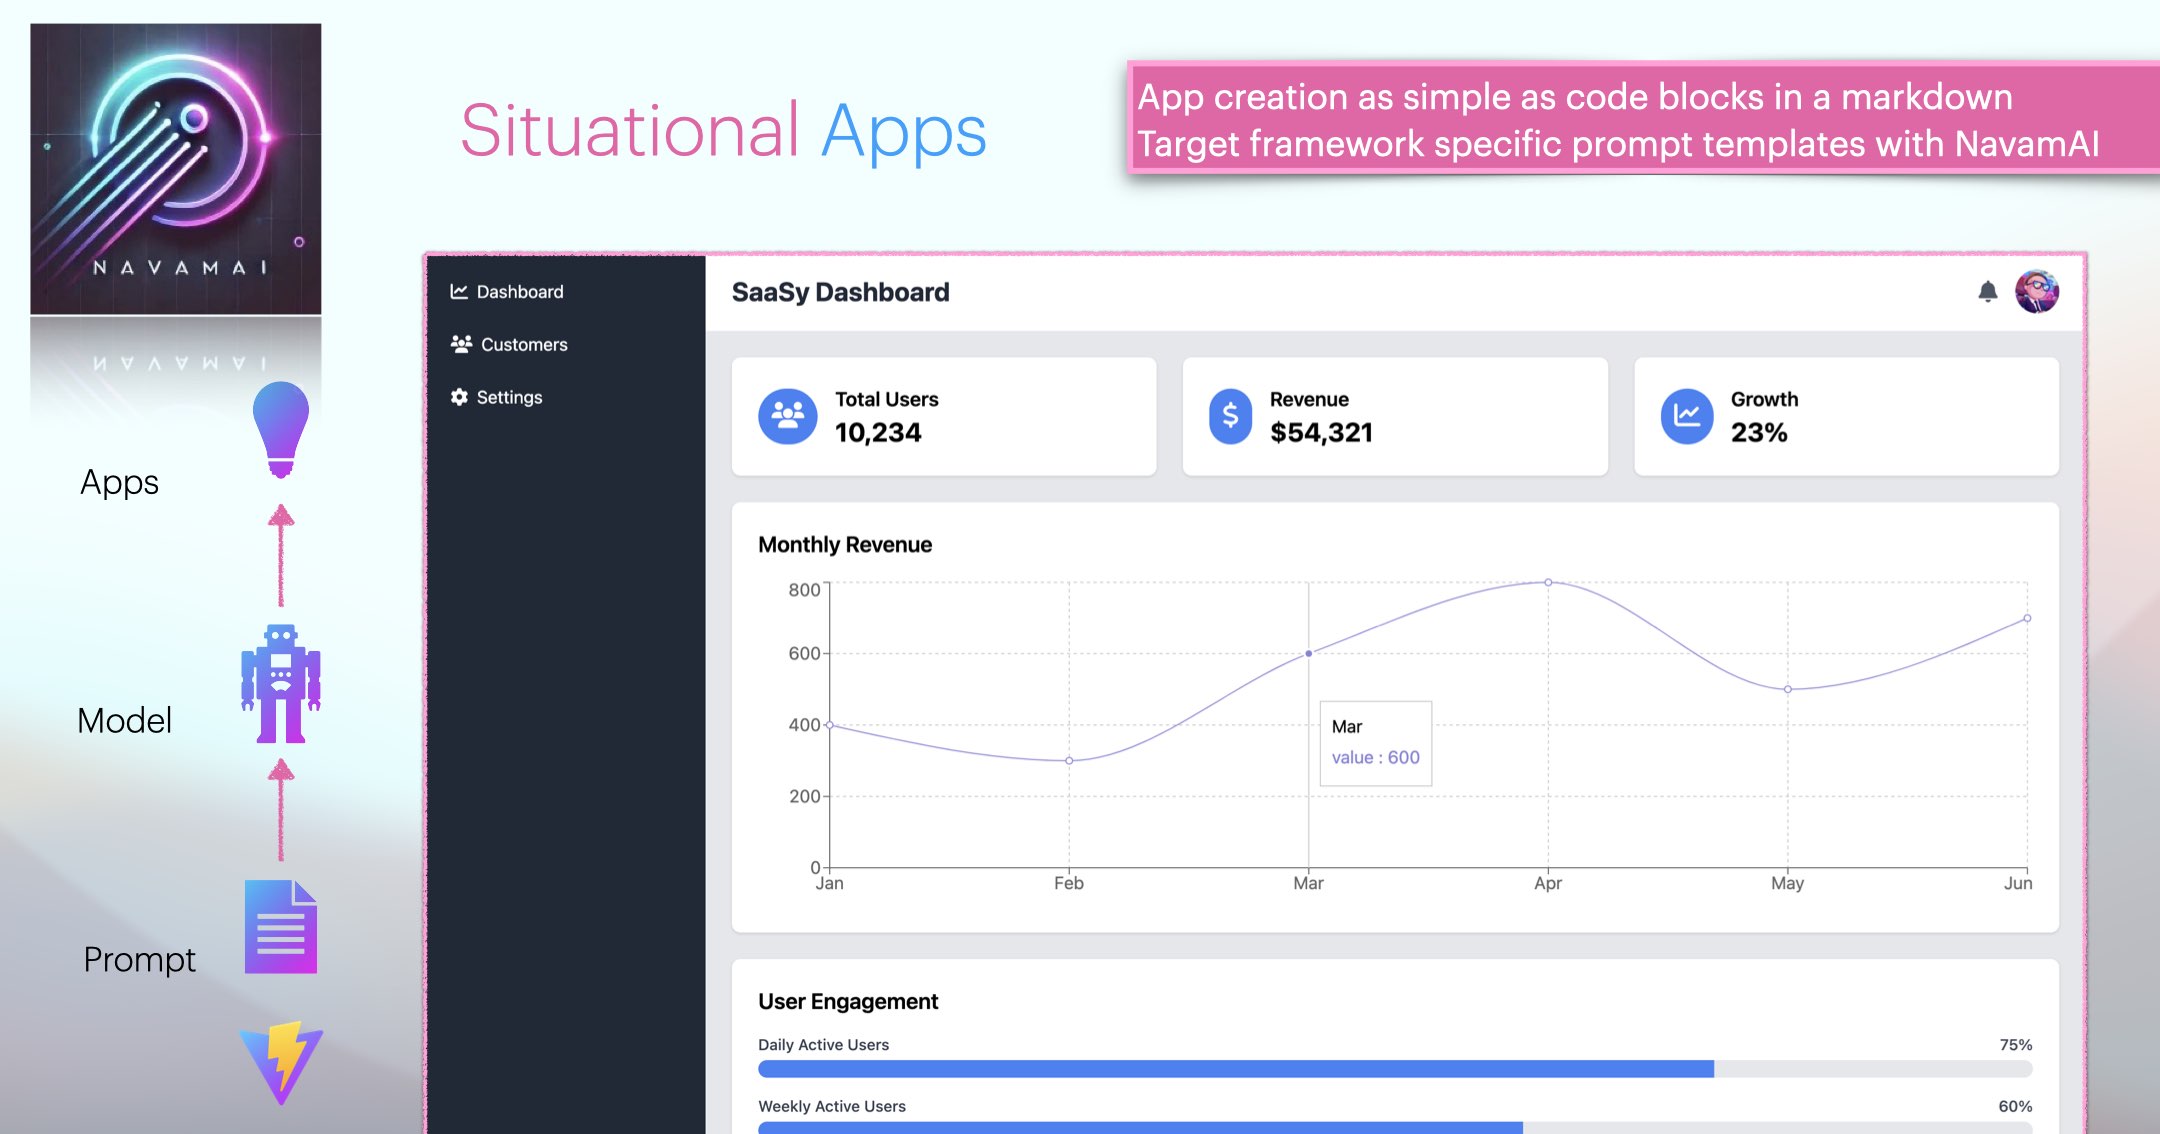 NAVAMAI
Situational Apps
App creation as simple as code blocks in a markdown
Target framework specific prompt templates with NavamAI
Apps
Model
Prompt
Dashboard
Customers
Settings
SaaSy Dashboard
Total Users
10,234
Revenue
$54,321
Growth
23%
Monthly Revenue
800
600
400
200
0
Mar
value : 600
Jan
Feb
Mar
Apr
May
Jun
User Engagement
Daily Active Users
75%
Weekly Active Users
60%